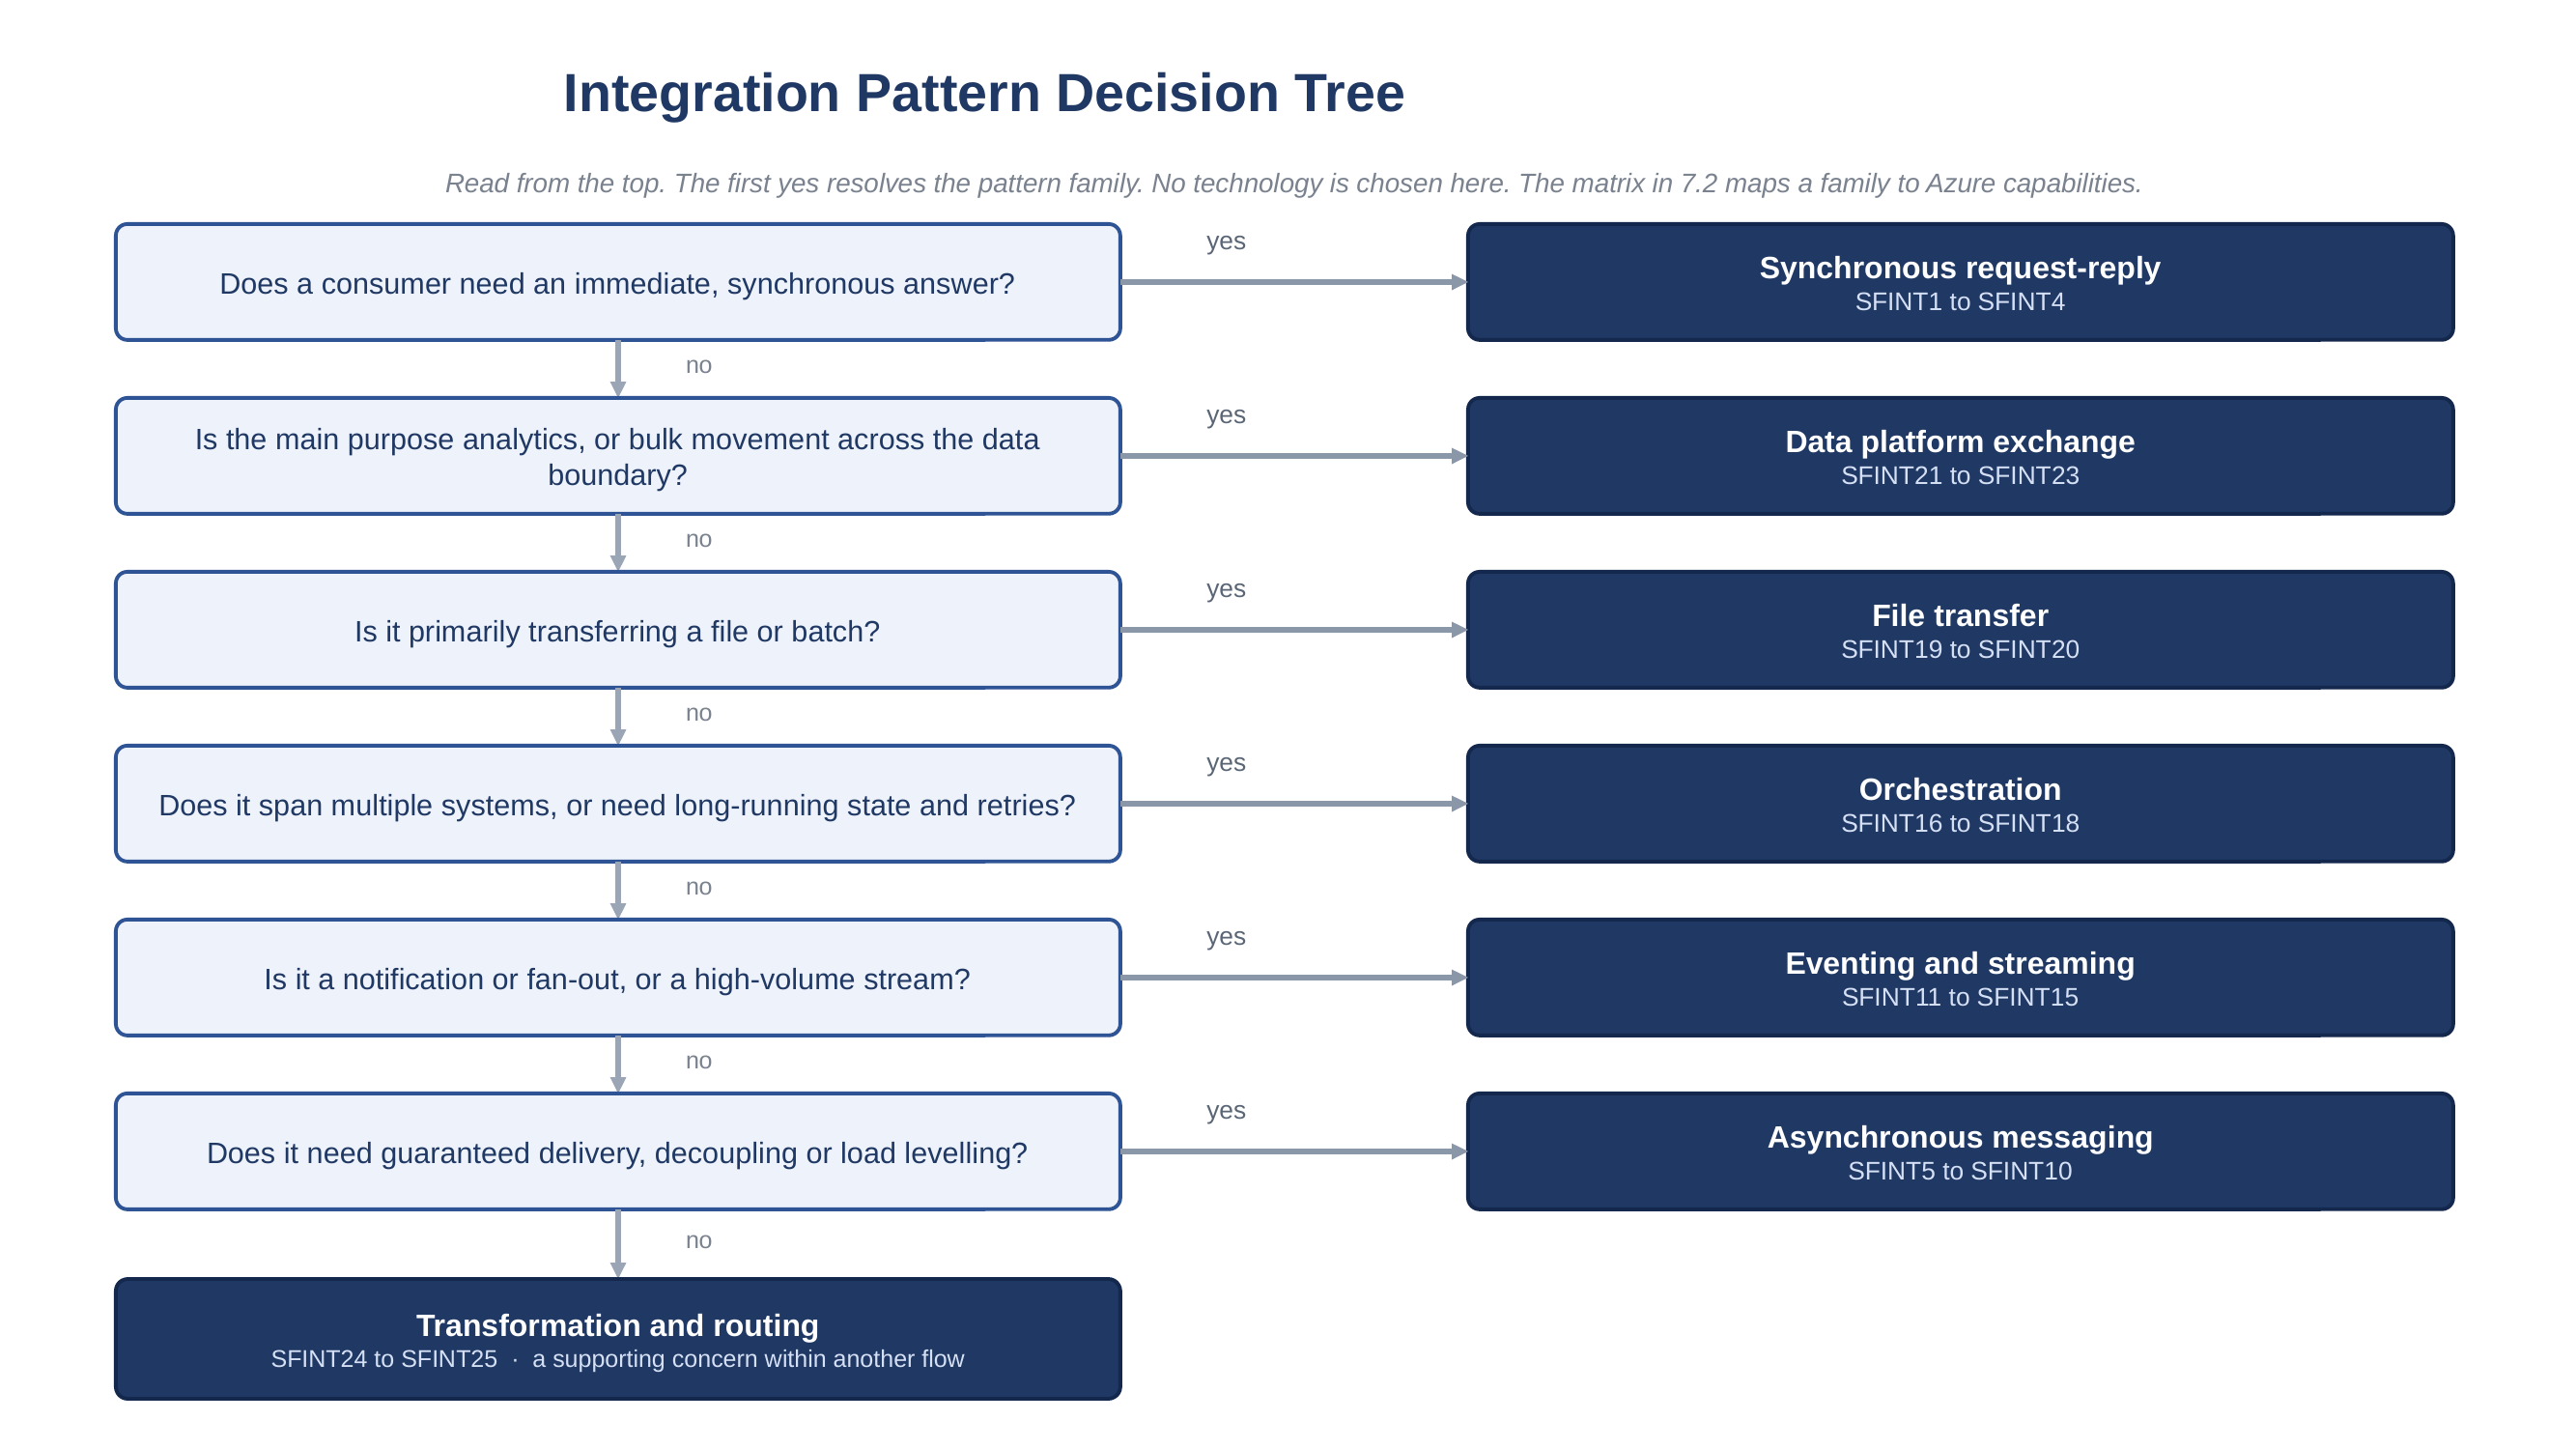 Integration Pattern Decision Tree
Read from the top. The first yes resolves the pattern family. No technology is chosen here. The matrix in 7.2 maps a family to Azure capabilities.
Does a consumer need an immediate, synchronous answer?
yes
Synchronous request-reply
SFINT1 to SFINT4
no
Is the main purpose analytics, or bulk movement across the data
boundary?
yes
Data platform exchange
SFINT21 to SFINT23
no
Is it primarily transferring a file or batch?
yes
File transfer
SFINT19 to SFINT20
no
Does it span multiple systems, or need long-running state and retries?
yes
Orchestration
SFINT16 to SFINT18
no
Is it a notification or fan-out, or a high-volume stream?
yes
Eventing and streaming
SFINT11 to SFINT15
no
Does it need guaranteed delivery, decoupling or load levelling?
yes
Asynchronous messaging
SFINT5 to SFINT10
no
Transformation and routing
SFINT24 to SFINT25 · a supporting concern within another flow